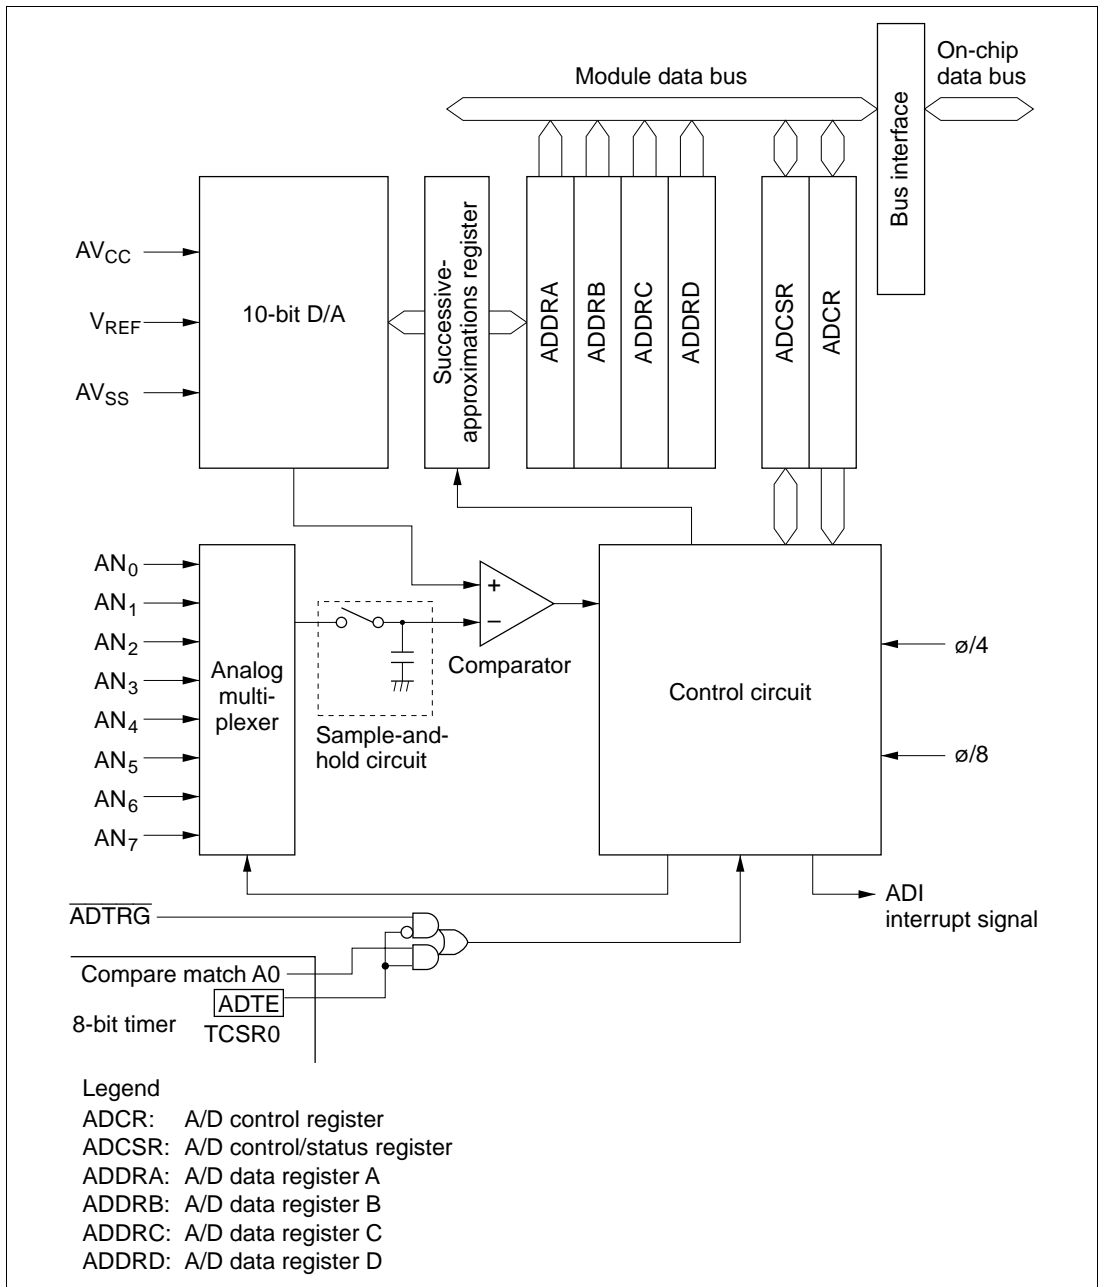 Module data bus
On-chip
data bus
Bus interface
AVCC
VREF
AVSS
10-bit D/A
Successive-
approximations register
ADDRA
ADDRB
ADDRC
ADDRD
ADCSR
ADCR
AN0
AN1
AN2
AN3
AN4
AN5
AN6
AN7
Analog
multi-
plexer
+
−
Comparator
Sample-and-
hold circuit
Control circuit
ø/4
ø/8
ADI
interrupt signal
ADTRG
Compare match A0
ADTE
8-bit timer
TCSR0
Legend
ADCR: A/D control register
ADCSR: A/D control/status register
ADDRA: A/D data register A
ADDRB: A/D data register B
ADDRC: A/D data register C
ADDRD: A/D data register D